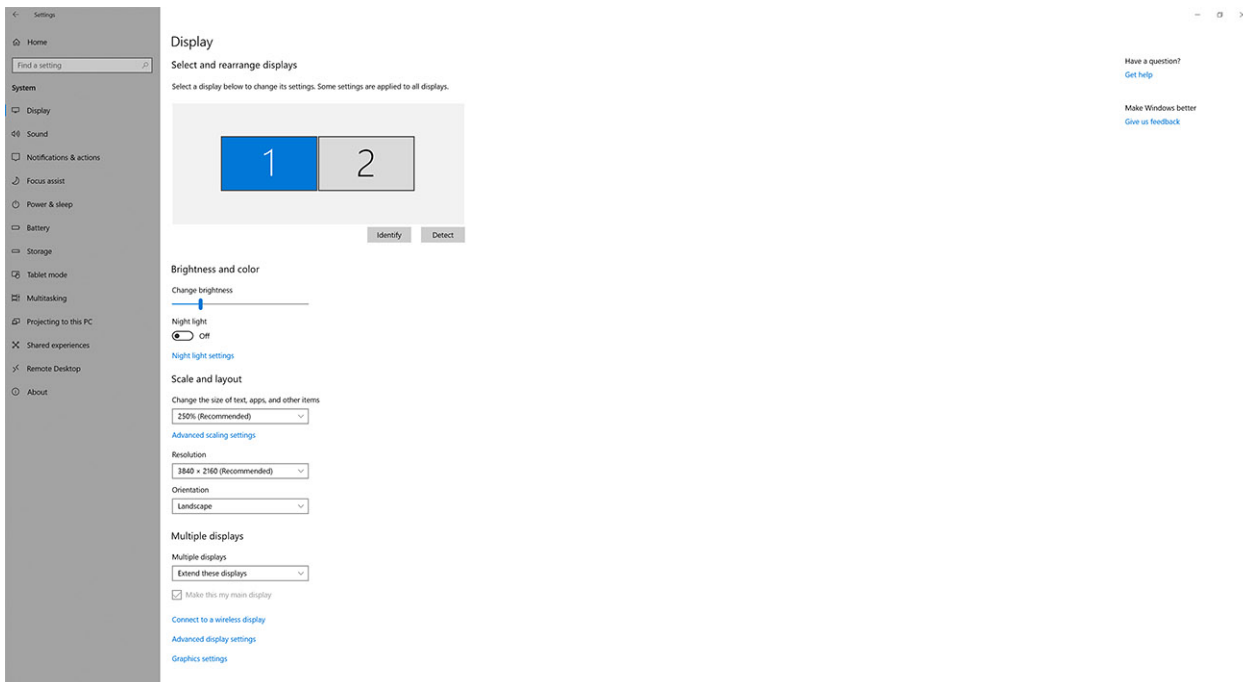 Settings
Home
Find a setting
System
Display
Sound
Notifications & actions
Focus assist
Power & sleep
Battery
Storage
Tablet mode
Multitasking
Projecting to this PC
Shared experiences
Remote Desktop
About
Display
Select and rearrange displays
Select a display below to change its settings. Some settings are applied to all displays.
1 2
Identify Detect
Brightness and color
Change brightness
Night light
Off
Night light settings
Scale and layout
Change the size of text, apps, and other items
250% (Recommended)
Advanced scaling settings
Resolution
3840 × 2160 (Recommended)
Orientation
Landscape
Multiple displays
Multiple displays
Extend these displays
Make this my main display
Connect to a wireless display
Advanced display settings
Graphics settings
Have a question?
Get help
Make Windows better
Give us feedback